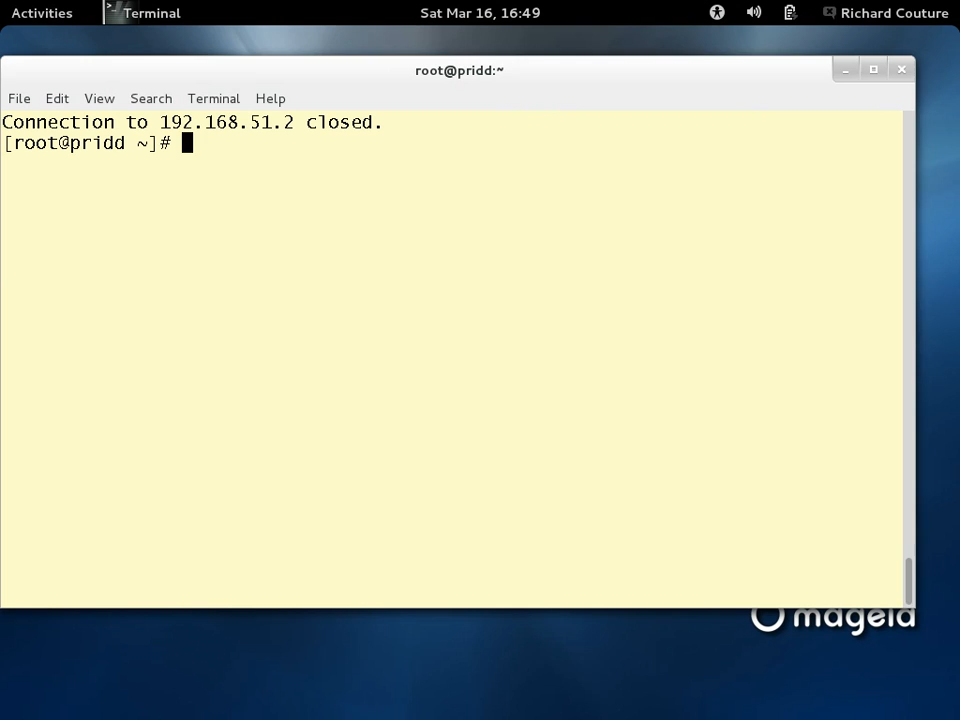 Activities Terminal Sat Mar 16, 16:49 Richard Couture
root@pridd:~
File Edit View Search Terminal Help
Connection to 192.168.51.2 closed.
[root@pridd ~]#
mageia